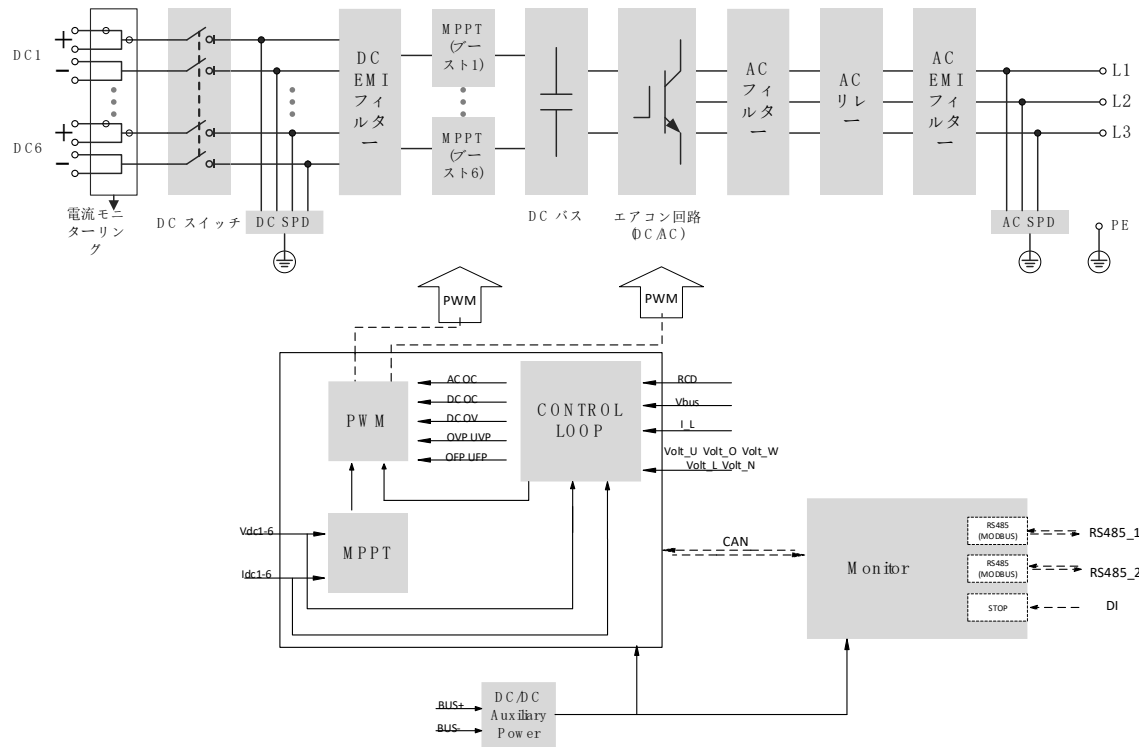 DC1
+
-
+
DC6
-
電流モニ
ターリン
グ
DC スイッチ
DC SPD
DC
EMI
フィ
ルタ
ー
MPPT
(ブー
スト1)
MPPT
(ブー
スト6)
DC バス
エアコン回路
(DC/AC)
AC
フィ
ルタ
ー
AC
リレ
ー
AC
EMI
フィ
ルタ
ー
AC SPD
L1
L2
L3
PE
PWM
PWM
PWM
AC OC
DC OC
DC OV
OVP UVP
OFP UFP
CONTROL
LOOP
RCD
Vbus
I_L
Volt_U Volt_O Volt_W
Volt_L Volt_N
Vdc1-6
Idc1-6
MPPT
CAN
Monitor
RS485
(MODBUS)
RS485_1
RS485
(MODBUS)
RS485_2
STOP
DI
BUS+
BUS-
DC/DC
Auxiliary
Power